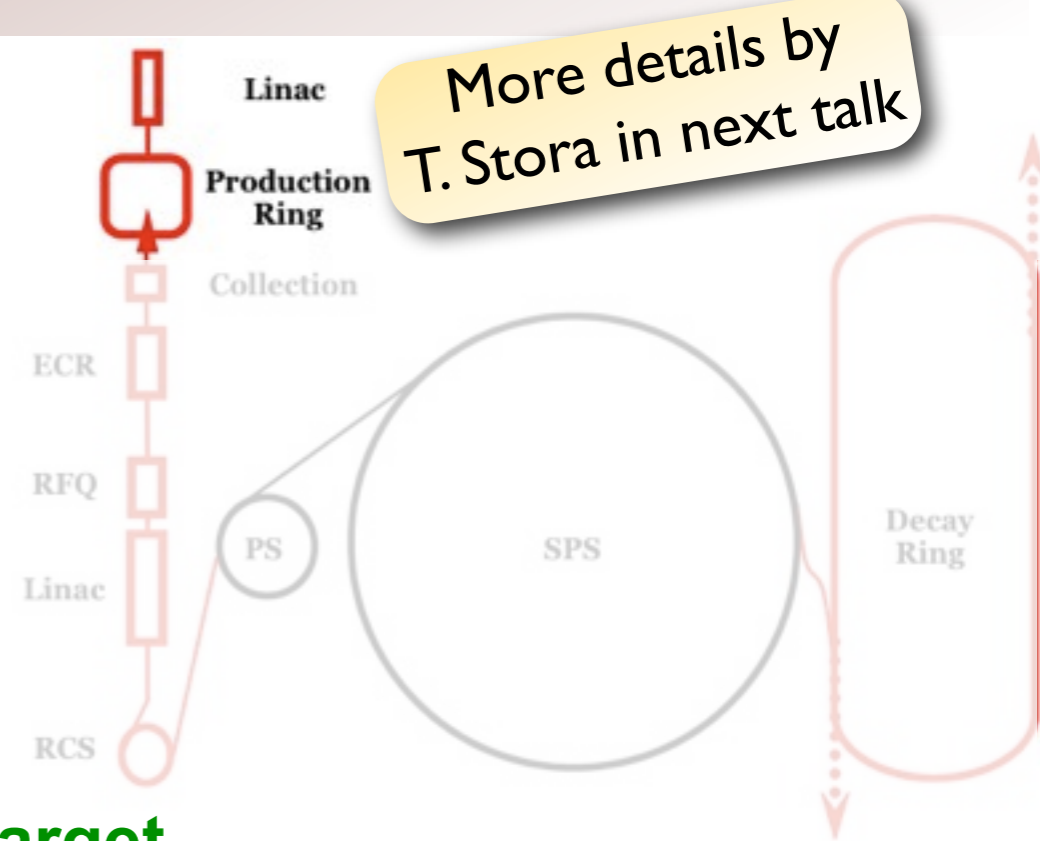 Linac
More details by
T. Stora in next talk
Production
Ring
Collection
ECR
RFQ
PS
SPS
Decay
Ring
Linac
RCS